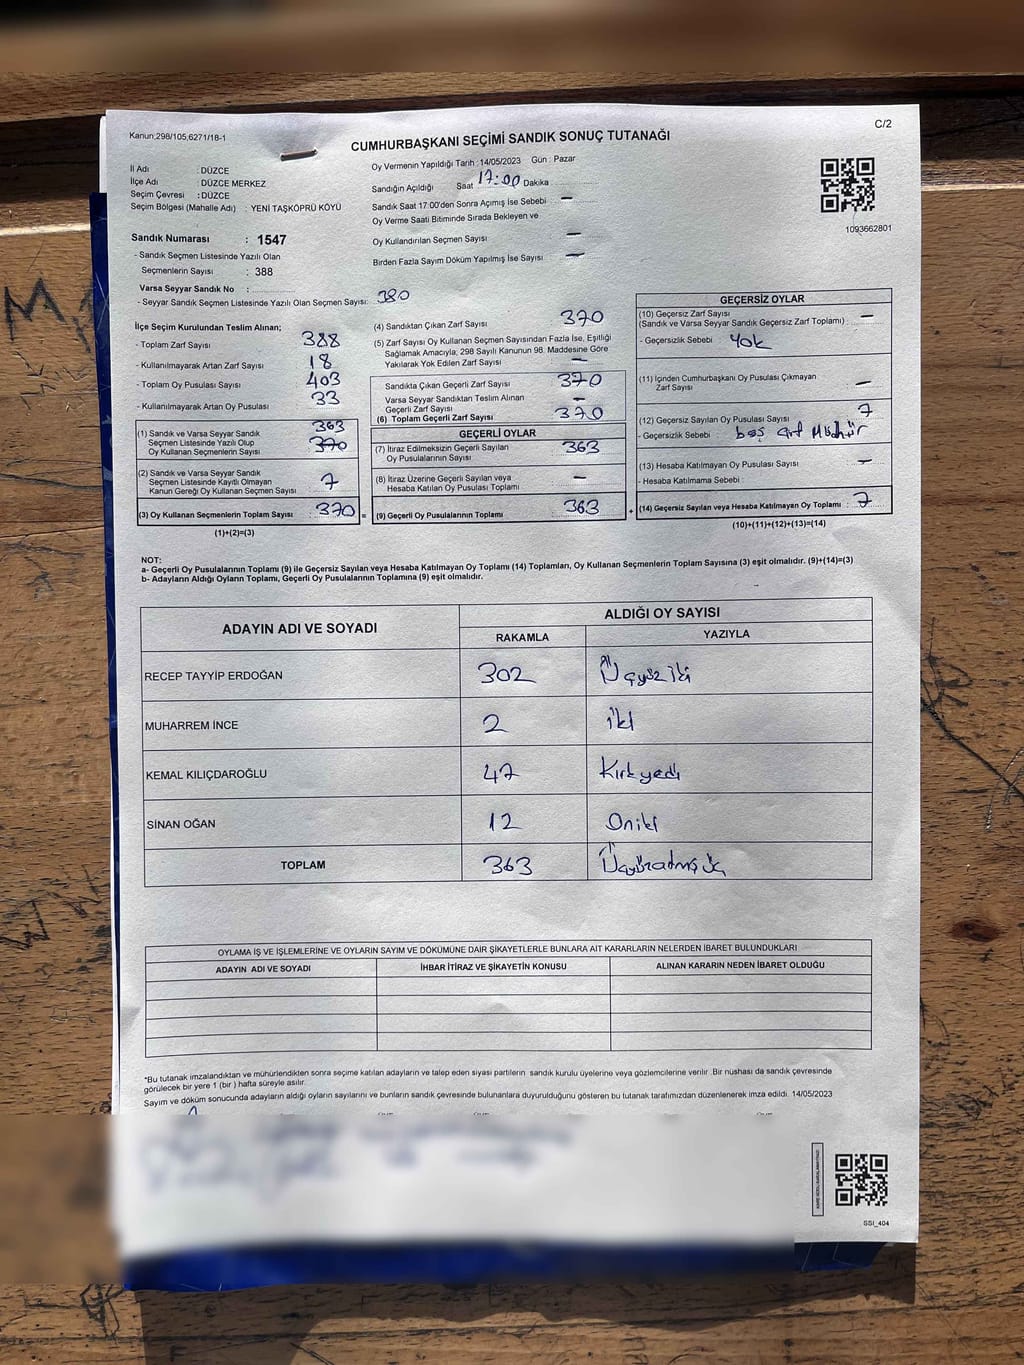 Kanun;298/105,6271/18-1
C/2
CUMHURBAŞKANI SEÇİMİ SANDIK SONUÇ TUTANAĞI
İl Adı : DÜZCE
İlçe Adı : DÜZCE MERKEZ
Seçim Çevresi : DÜZCE
Seçim Bölgesi (Mahalle Adı) : YENİ TAŞKÖPRÜ KÖYÜ
Sandık Numarası : 1547
- Sandık Seçmen Listesinde Yazılı Olan
Seçmenlerin Sayısı : 388
Varsa Seyyar Sandık No :
- Seyyar Sandık Seçmen Listesinde Yazılı Olan Seçmen Sayısı: 380
Oy Vermenin Yapıldığı Tarih : 14/05/2023 Gün : Pazar
Sandığın Açıldığı Saat 17:00 Dakika
Sandık Saat 17:00'den Sonra Açımış İse Sebebi —
Oy Verme Saati Bitiminde Sırada Bekleyen ve
Oy Kullandırılan Seçmen Sayısı —
Birden Fazla Sayım Döküm Yapılmış İse Sayısı —
1093662801
İlçe Seçim Kurulundan Teslim Alınan;
- Toplam Zarf Sayısı 388
- Kullanılmayarak Artan Zarf Sayısı 18
- Toplam Oy Pusulası Sayısı 403
- Kullanılmayarak Artan Oy Pusulası 33
(1) Sandık ve Varsa Seyyar Sandık
Seçmen Listesinde Yazılı Olup
Oy Kullanan Seçmenlerin Sayısı 363 370
(2) Sandık ve Varsa Seyyar Sandık
Seçmen Listesinde Kayıtlı Olmayan
Kanun Gereği Oy Kullanan Seçmen Sayısı 7
(3) Oy Kullanan Seçmenlerin Toplam Sayısı 370 =
(1)+(2)=(3)
(4) Sandıktan Çıkan Zarf Sayısı 370
(5) Zarf Sayısı Oy Kullanan Seçmen Sayısından Fazla İse, Eşitliği
Sağlamak Amacıyla; 298 Sayılı Kanunun 98. Maddesine Göre
Yakılarak Yok Edilen Zarf Sayısı —
Sandıkta Çıkan Geçerli Zarf Sayısı 370
Varsa Seyyar Sandıktan Teslim Alınan
Geçerli Zarf Sayısı —
(6) Toplam Geçerli Zarf Sayısı 370
GEÇERLİ OYLAR
(7) İtiraz Edilmeksizin Geçerli Sayılan
Oy Pusulalarının Sayısı 363
(8) İtiraz Üzerine Geçerli Sayılan veya
Hesaba Katılan Oy Pusulası Toplamı —
(9) Geçerli Oy Pusulalarının Toplamı 363 +
GEÇERSİZ OYLAR
(10) Geçersiz Zarf Sayısı
(Sandık ve Varsa Seyyar Sandık Geçersiz Zarf Toplamı) : —
- Geçersizlik Sebebi Yok
(11) İçinden Cumhurbaşkanı Oy Pusulası Çıkmayan
Zarf Sayısı —
(12) Geçersiz Sayılan Oy Pusulası Sayısı 7
- Geçersizlik Sebebi : boş çift Mühür
(13) Hesaba Katılmayan Oy Pusulası Sayısı —
- Hesaba Katılmama Sebebi :
(14) Geçersiz Sayılan veya Hesaba Katılmayan Oy Toplamı : 7
(10)+(11)+(12)+(13)=(14)
NOT:
a- Geçerli Oy Pusulalarının Toplamı (9) ile Geçersiz Sayılan veya Hesaba Katılmayan Oy Toplamı (14) Toplamları, Oy Kullanan Seçmenlerin Toplam Sayısına (3) eşit olmalıdır. (9)+(14)=(3)
b- Adayların Aldığı Oyların Toplamı, Geçerli Oy Pusulalarının Toplamına (9) eşit olmalıdır.
ADAYIN ADI VE SOYADI
ALDIĞI OY SAYISI
RAKAMLA YAZIYLA
RECEP TAYYİP ERDOĞAN 302 Üçyüziki
MUHARREM İNCE 2 iki
KEMAL KILIÇDAROĞLU 47 Kırkyedi
SİNAN OĞAN 12 Oniki
TOPLAM 363 Üçyüzatmışüç
OYLAMA İŞ VE İŞLEMLERİNE VE OYLARIN SAYIM VE DÖKÜMÜNE DAİR ŞİKAYETLERLE BUNLARA AİT KARARLARIN NELERDEN İBARET BULUNDUKLARI
ADAYIN ADI VE SOYADI İHBAR İTİRAZ VE ŞİKAYETİN KONUSU ALINAN KARARIN NEDEN İBARET OLDUĞU
*Bu tutanak imzalandıktan ve mühürlendikten sonra seçime katılan adayların ve talep eden siyasi partilerin sandık kurulu üyelerine veya gözlemcilerine verilir .Bir nüshası da sandık çevresinde
görülecek bir yere 1 (bir ) hafta süreyle asılır.
Sayım ve döküm sonucunda adayların aldığı oyların sayılarını ve bunların sandık çevresinde bulunanlara duyurulduğunu gösteren bu tutanak tarafımızdan düzenlenerek imza edildi. 14/05/2023
SSI_404